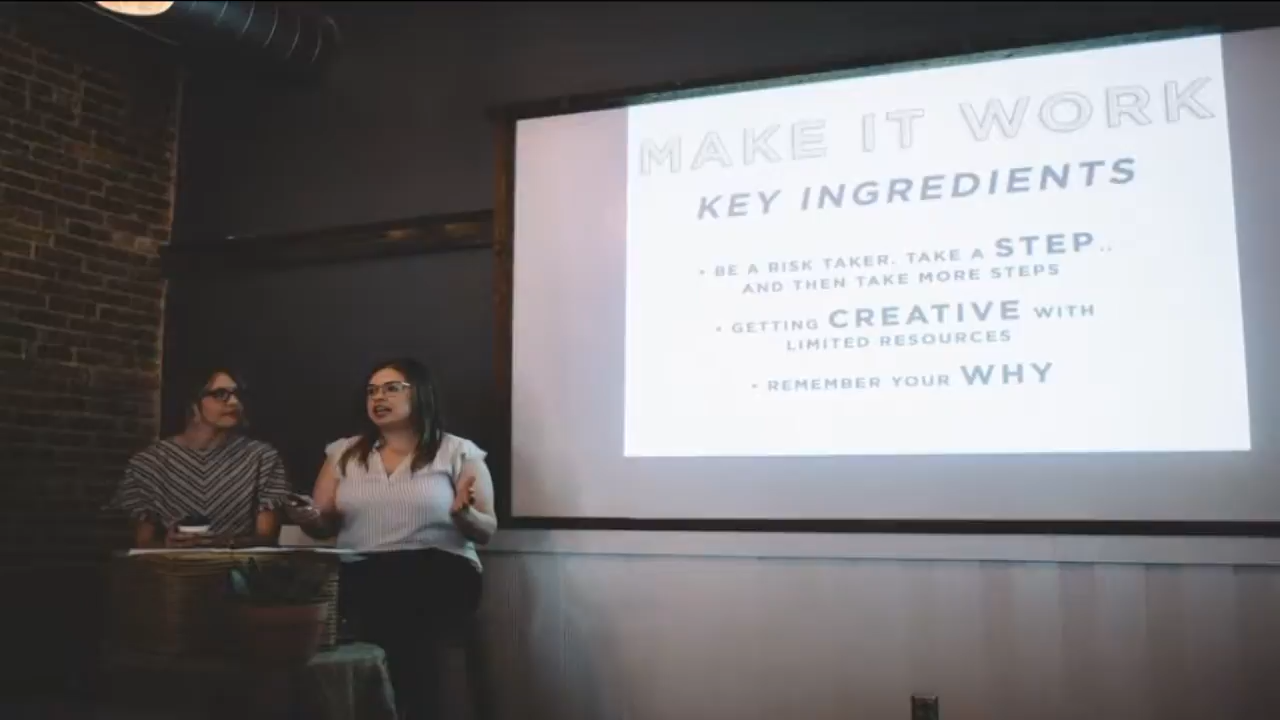 MAKE IT WORK
KEY INGREDIENTS
• BE A RISK TAKER. TAKE A STEP..
AND THEN TAKE MORE STEPS
• GETTING CREATIVE WITH
LIMITED RESOURCES
• REMEMBER YOUR WHY